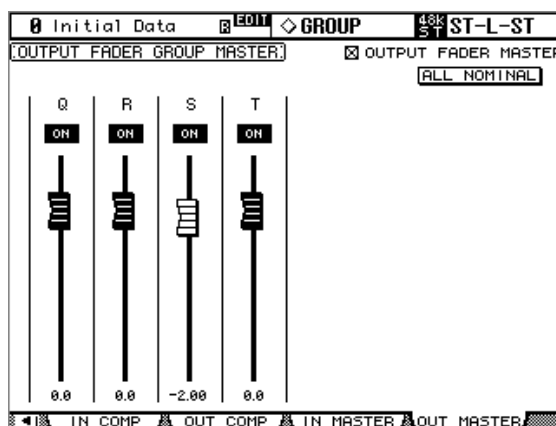 0 Initial Data R EDIT ◇GROUP 48k ST ST-L-ST
OUTPUT FADER GROUP MASTER ☒ OUTPUT FADER MASTER
ALL NOMINAL
Q R S T
ON ON ON ON
0.0 0.0 -2.00 0.0
IN COMP OUT COMP IN MASTER OUT MASTER